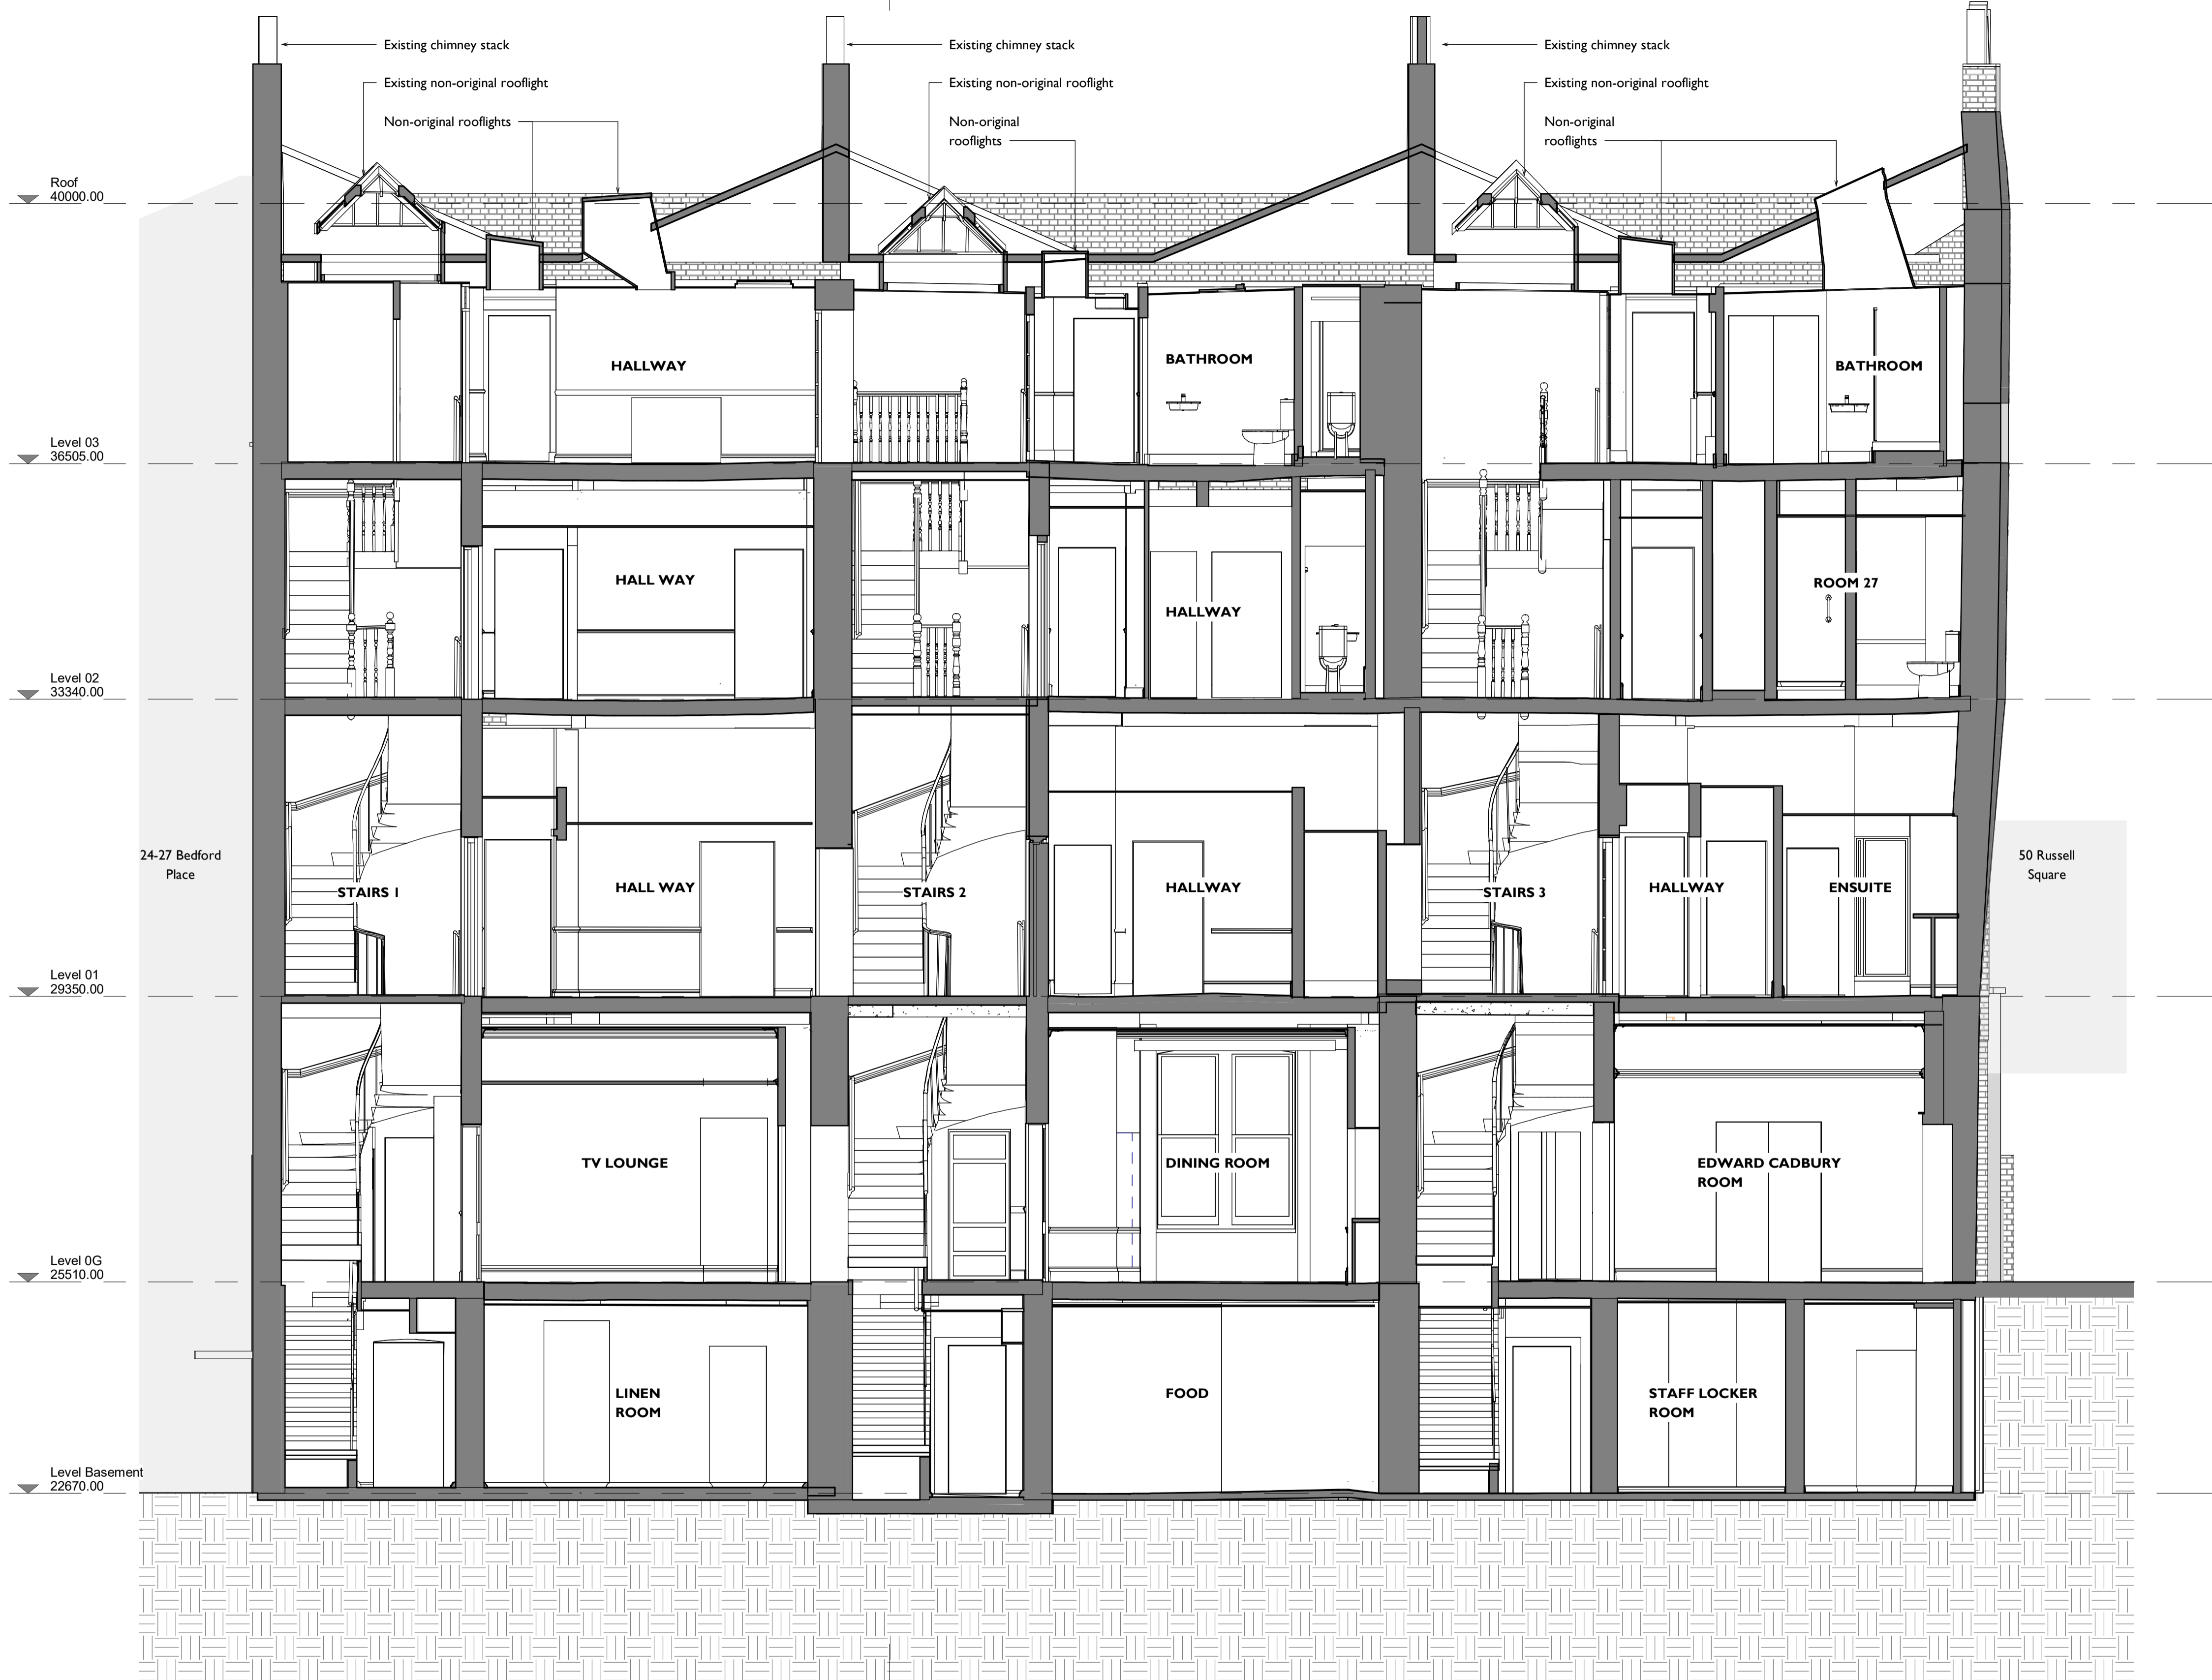 Existing chimney stack
Existing chimney stack
Existing chimney stack
Existing non-original rooflight
Existing non-original rooflight
Existing non-original rooflight
Non-original rooflights
Non-original
rooflights
Non-original
rooflights
Roof
40000.00
HALLWAY
BATHROOM
BATHROOM
Level 03
36505.00
HALL WAY
HALLWAY
ROOM 27
Level 02
33340.00
24-27 Bedford
Place
50 Russell
Square
STAIRS 1
HALL WAY
STAIRS 2
HALLWAY
STAIRS 3
HALLWAY
ENSUITE
Level 01
29350.00
TV LOUNGE
DINING ROOM
EDWARD CADBURY
ROOM
Level 0G
25510.00
LINEN
ROOM
FOOD
STAFF LOCKER
ROOM
Level Basement
22670.00